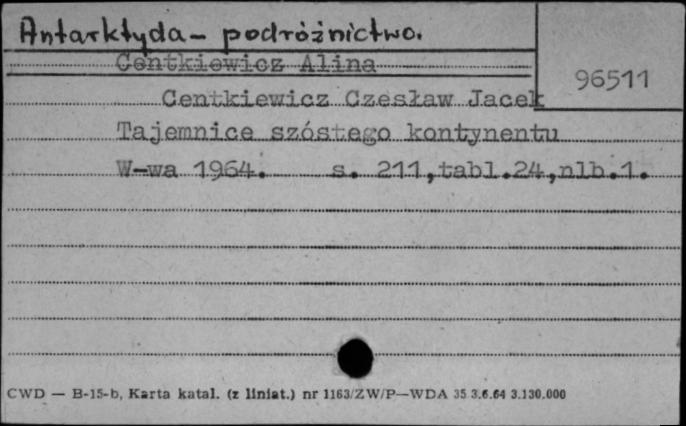 Antarktyda – podróżnictwo.
Centkiewicz Alina
96511
Centkiewicz Czesław Jacek
Tajemnice szóstego kontynentu
W-wa 1964. s. 211,tabl.24,nlb.1.
CWD — B-15-b, Karta katal. (z liniat.) nr 1163/ZW/P—WDA 35 3.6.64 3.130.000